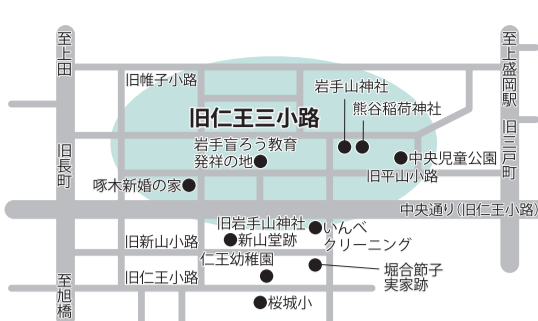 至上田
旧長町
至旭橋
至上盛岡駅
旧三戸町
旧帷子小路
岩手山神社
熊谷稲荷神社
旧仁王三小路
岩手盲ろう教育
発祥の地
中央児童公園
旧平山小路
啄木新婚の家
中央通り(旧仁王小路)
旧岩手山神社
新山堂跡
いんべ
クリーニング
旧新山小路
仁王幼稚園
堀合節子
実家跡
旧仁王小路
桜城小